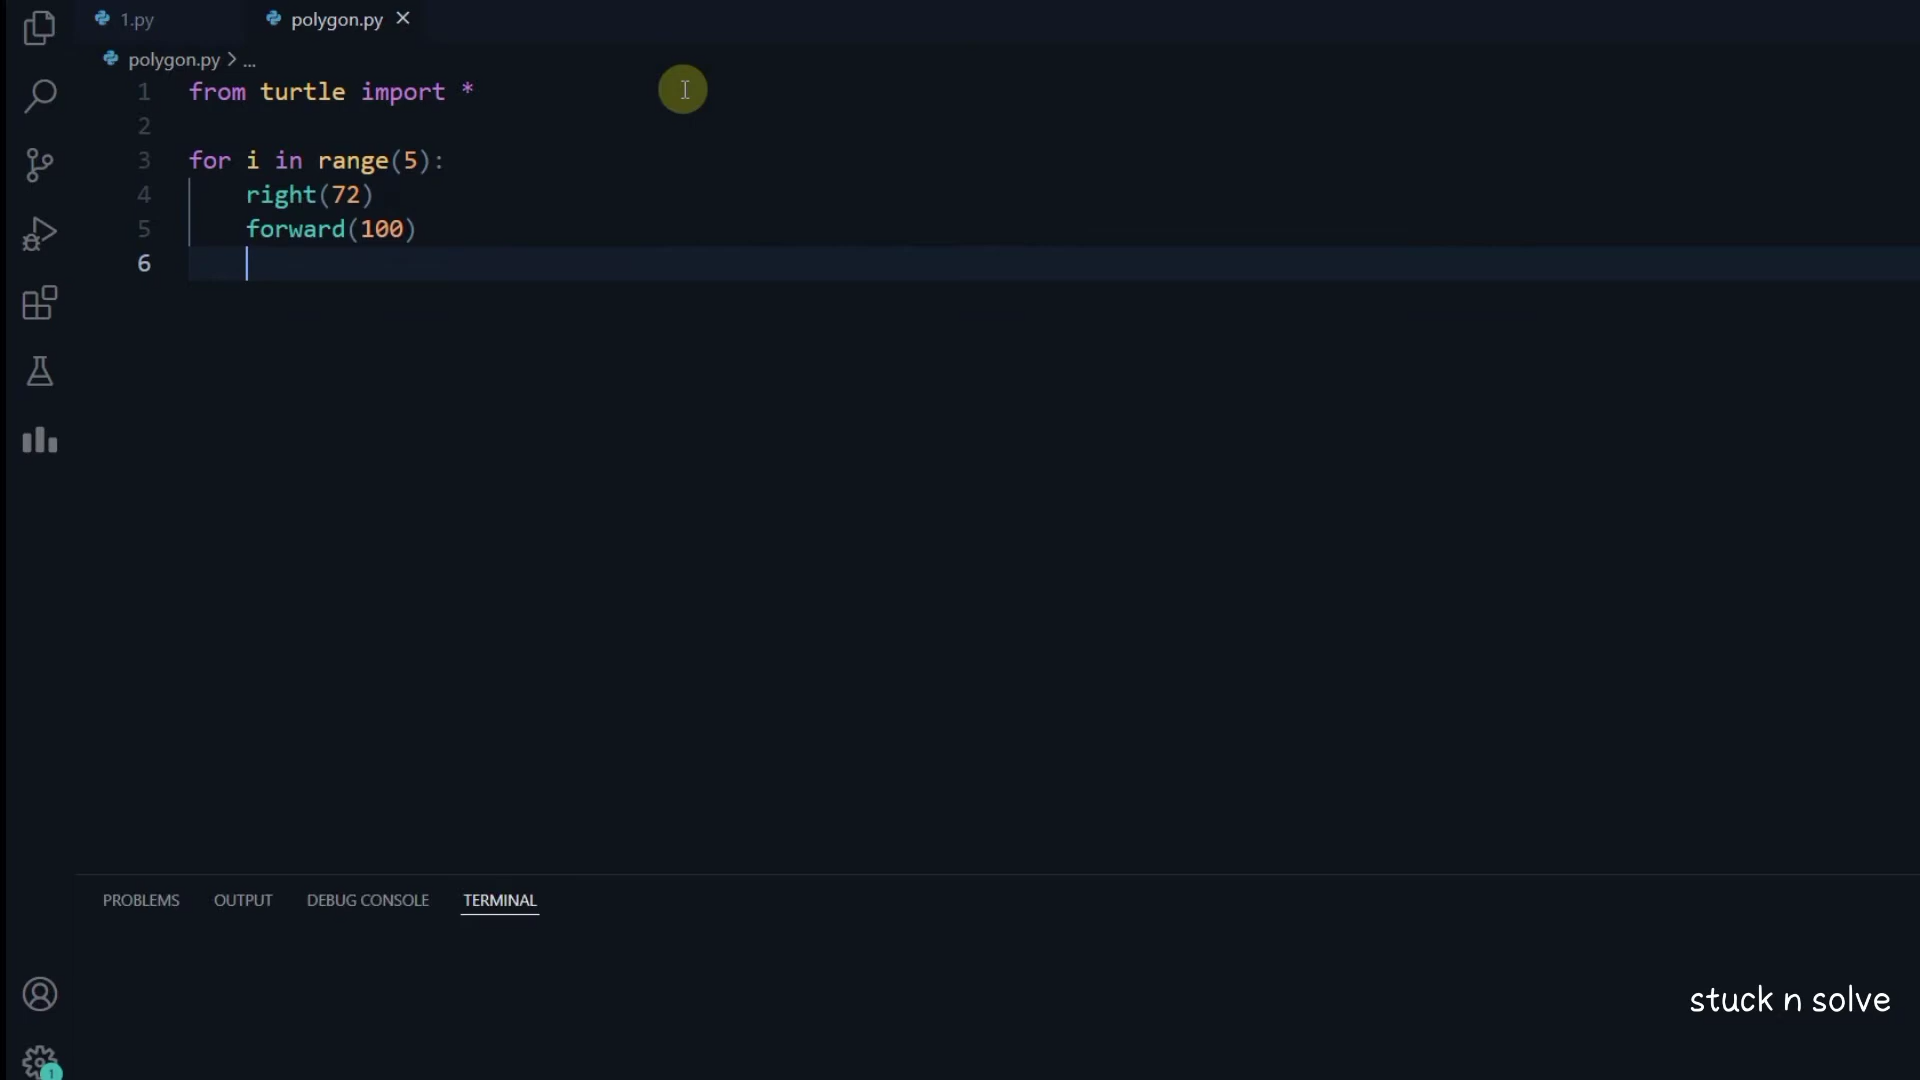 1.py
polygon.py
polygon.py > ...
1 from turtle import *
2
3 for i in range(5):
4     right(72)
5     forward(100)
6
PROBLEMS OUTPUT DEBUG CONSOLE TERMINAL
stuck n solve
1